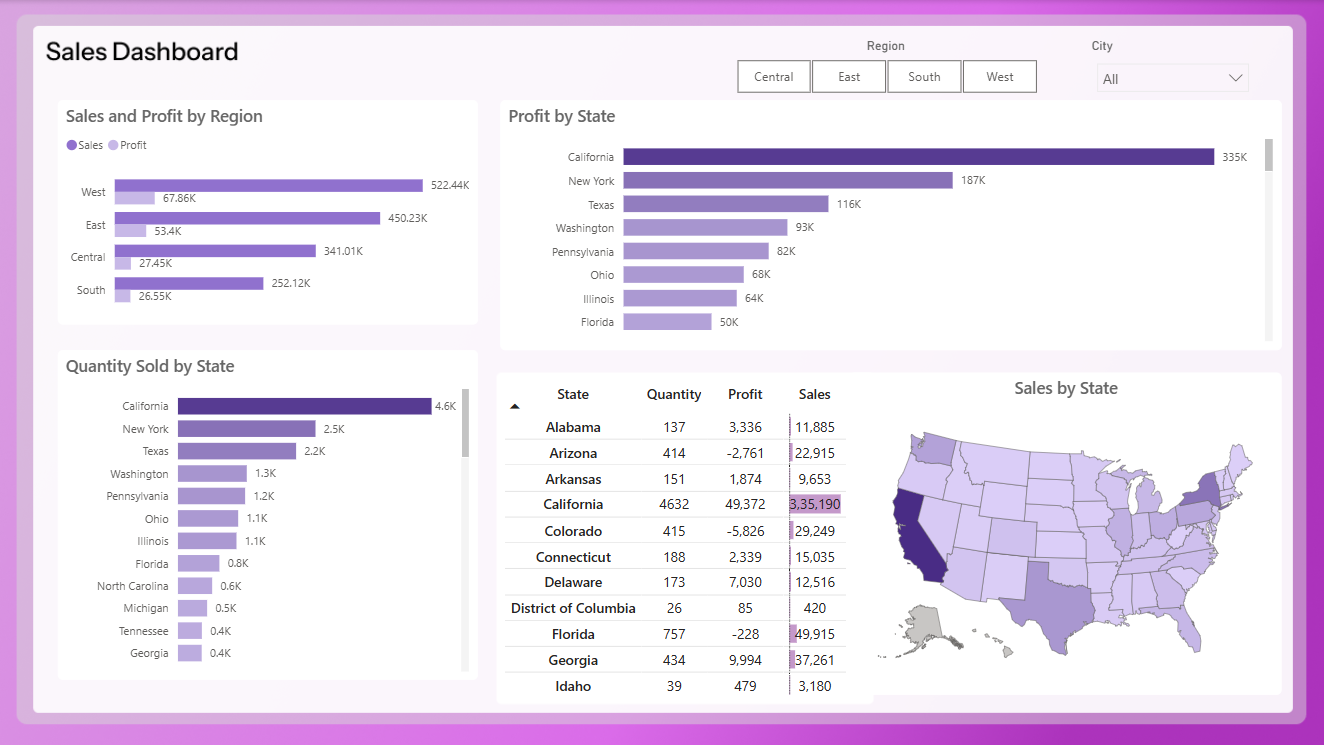 Sales Dashboard
Region
City
Central East South West
All
Sales and Profit by Region
Sales Profit
West 522.44K
67.86K
East 450.23K
53.4K
Central 341.01K
27.45K
South 252.12K
26.55K
Profit by State
California 335K
New York 187K
Texas 116K
Washington 93K
Pennsylvania 82K
Ohio 68K
Illinois 64K
Florida 50K
Quantity Sold by State
California 4.6K
New York 2.5K
Texas 2.2K
Washington 1.3K
Pennsylvania 1.2K
Ohio 1.1K
Illinois 1.1K
Florida 0.8K
North Carolina 0.6K
Michigan 0.5K
Tennessee 0.4K
Georgia 0.4K
State Quantity Profit Sales
Alabama 137 3,336 11,885
Arizona 414 -2,761 22,915
Arkansas 151 1,874 9,653
California 4632 49,372 3,35,190
Colorado 415 -5,826 29,249
Connecticut 188 2,339 15,035
Delaware 173 7,030 12,516
District of Columbia 26 85 420
Florida 757 -228 49,915
Georgia 434 9,994 37,261
Idaho 39 479 3,180
Sales by State